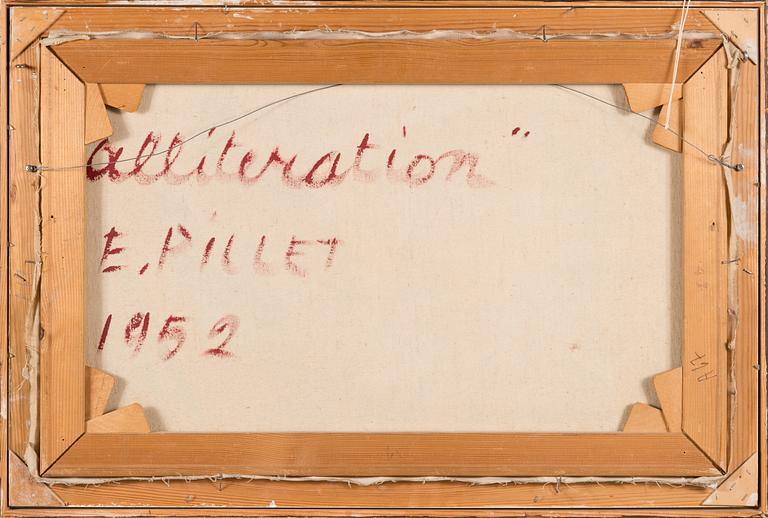 alliteration"
E. PILLET
1952